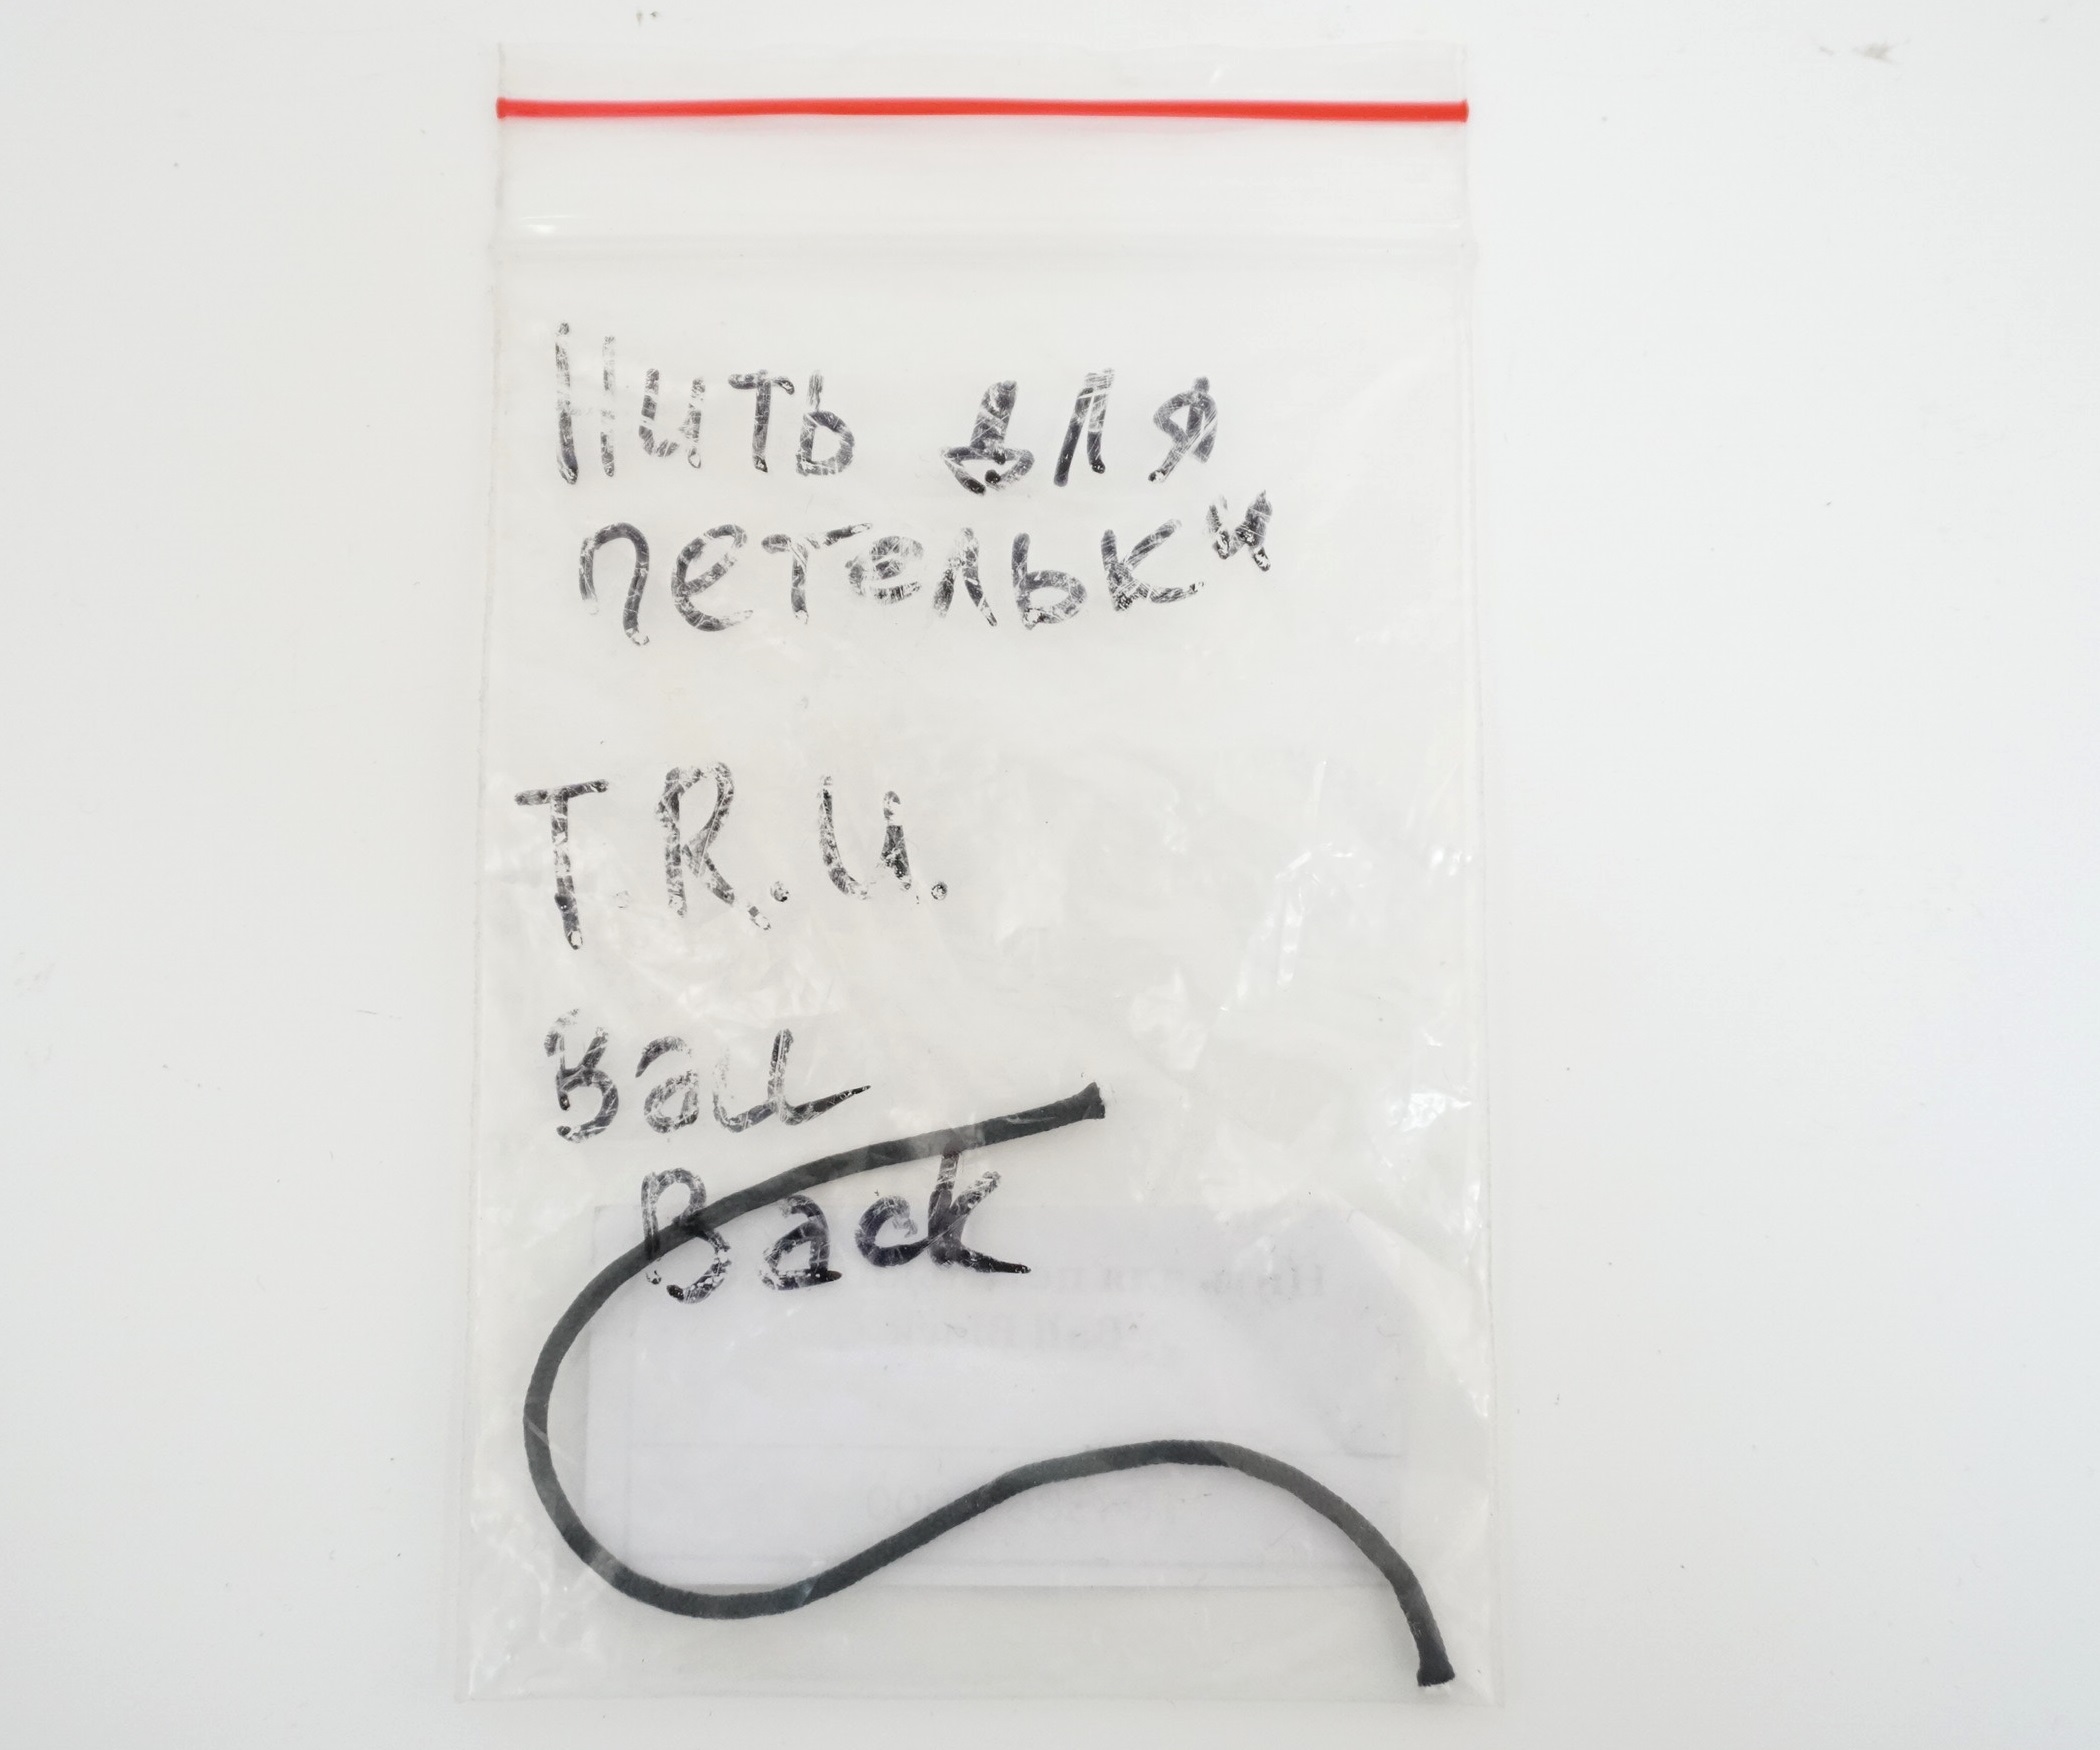 Нить для
петельки
T.R.U.
Ball
Back